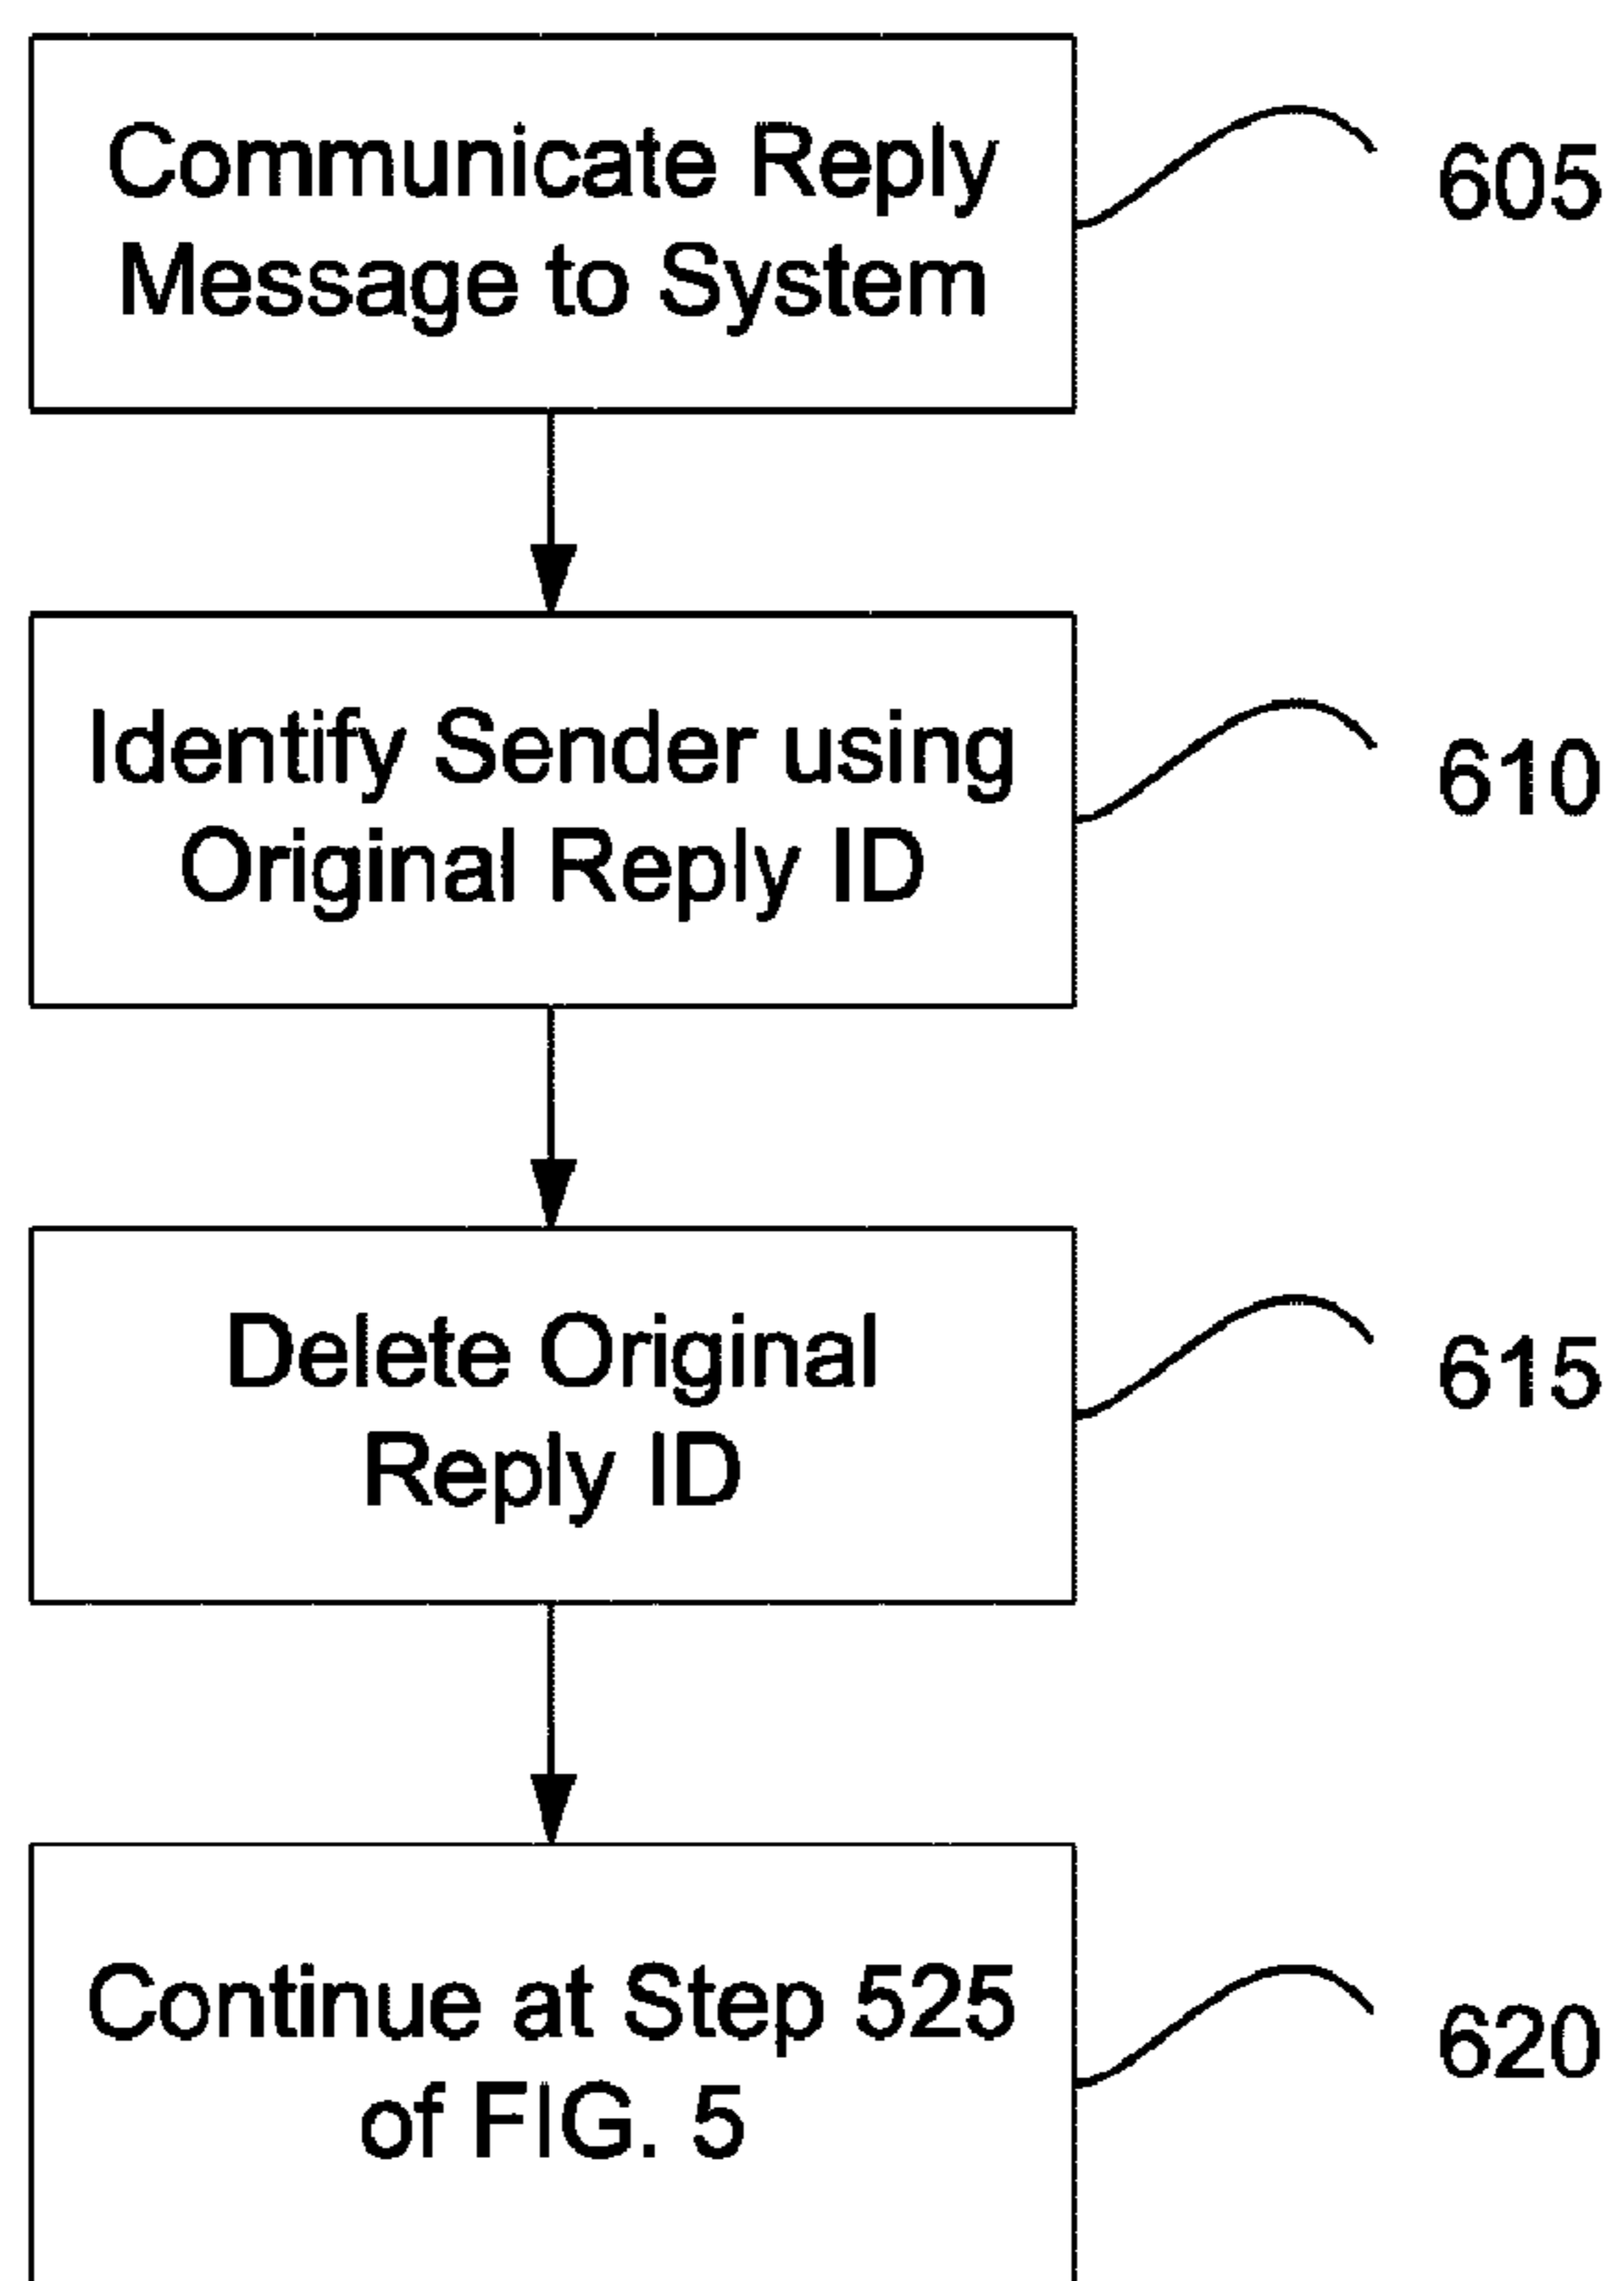 Communicate Reply
Message to System
605
Identify Sender using
Original Reply ID
610
Delete Original
Reply ID
615
Continue at Step 525
of FIG. 5
620